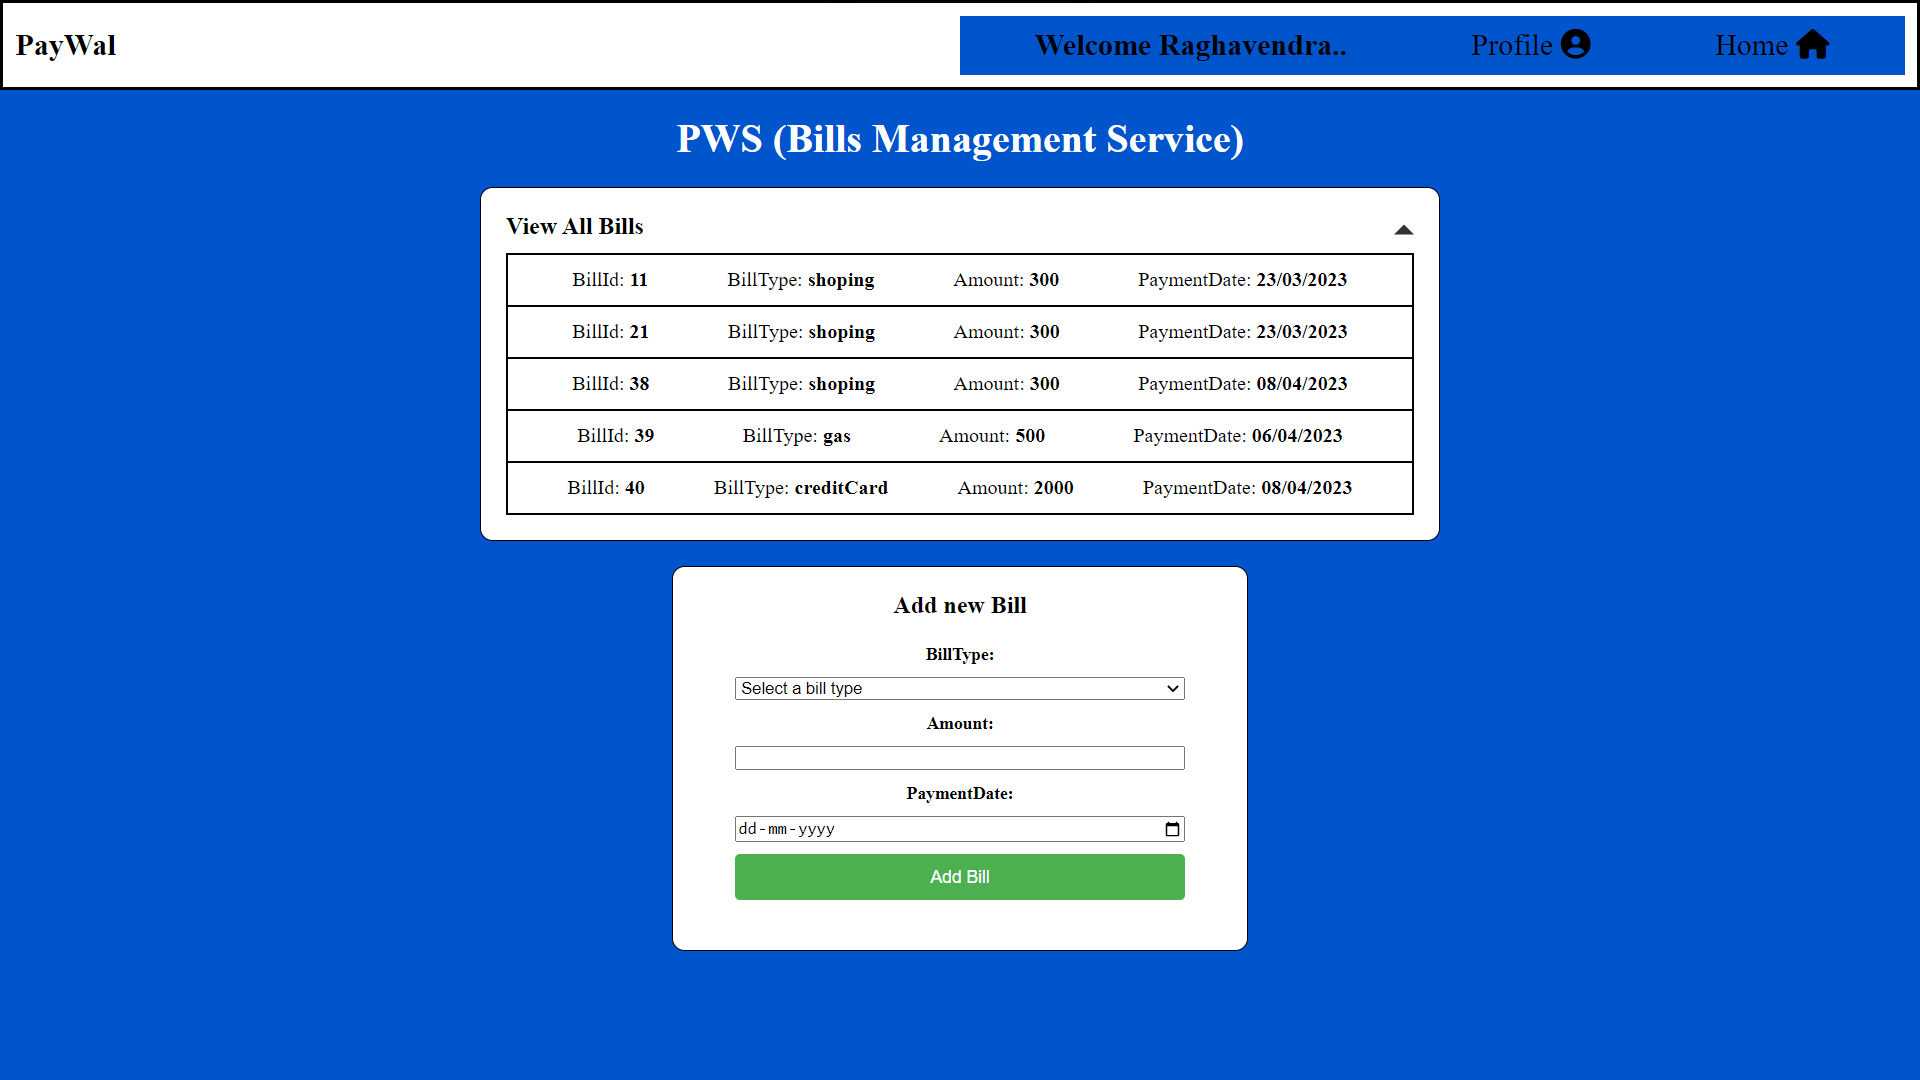 PayWal
Welcome Raghavendra.. Profile Home
PWS (Bills Management Service)
View All Bills
BillId: 11 BillType: shoping Amount: 300 PaymentDate: 23/03/2023
BillId: 21 BillType: shoping Amount: 300 PaymentDate: 23/03/2023
BillId: 38 BillType: shoping Amount: 300 PaymentDate: 08/04/2023
BillId: 39 BillType: gas Amount: 500 PaymentDate: 06/04/2023
BillId: 40 BillType: creditCard Amount: 2000 PaymentDate: 08/04/2023
Add new Bill
BillType:
Select a bill type
Amount:
PaymentDate:
dd-mm-yyyy
Add Bill